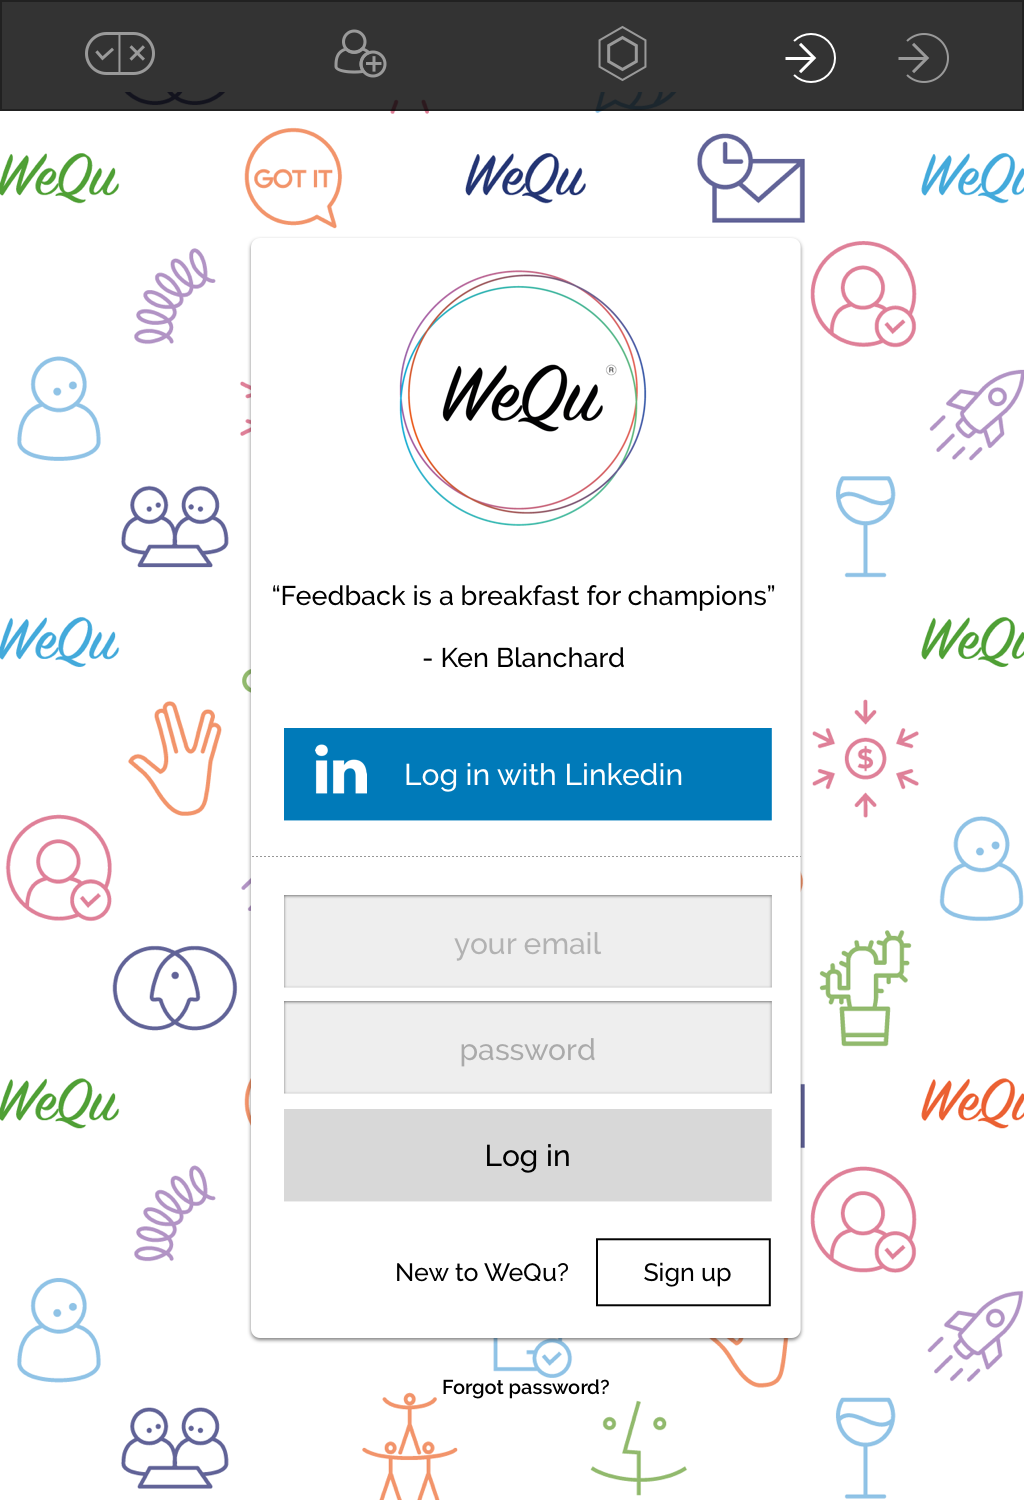 WeQu
GOT IT
WeQu
WeQu
WeQu ®
“Feedback is a breakfast for champions”
- Ken Blanchard
WeQu
WeQu
in Log in with Linkedin
$
your email
password
WeQu
WeQu
Log in
New to WeQu? Sign up
Forgot password?